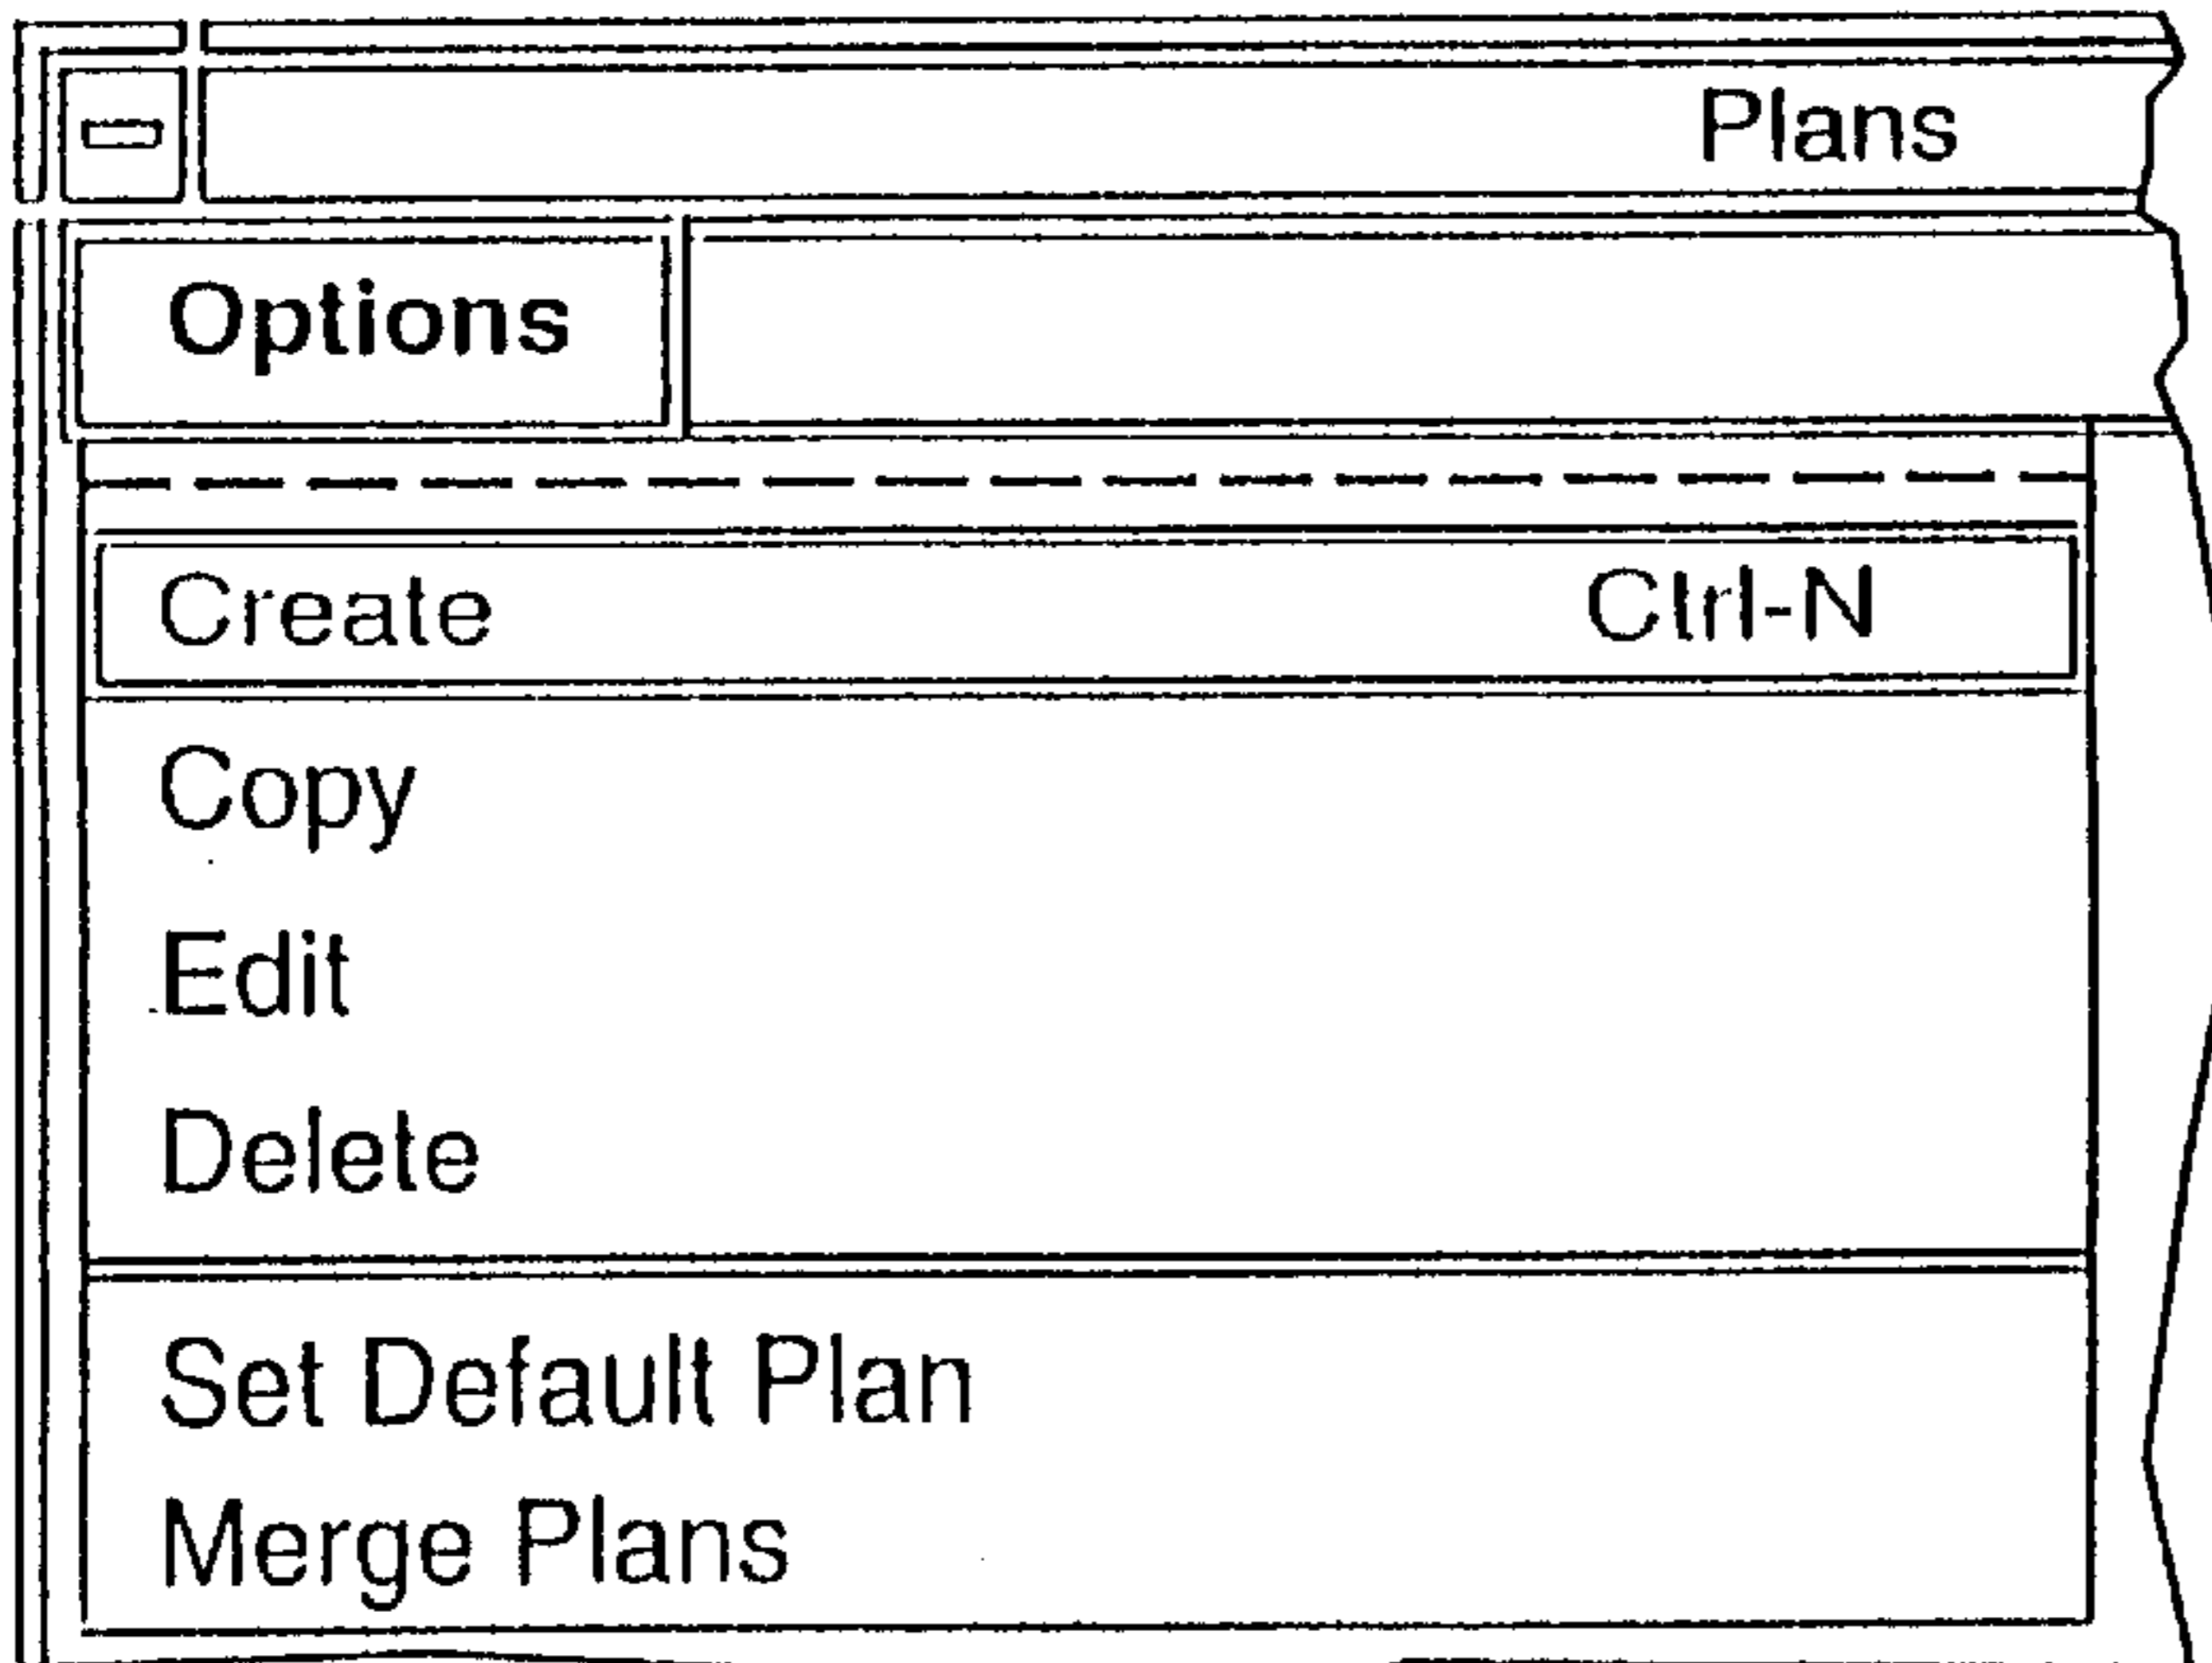 Plans
Options
Create Ctrl-N
Copy
Edit
Delete
Set Default Plan
Merge Plans